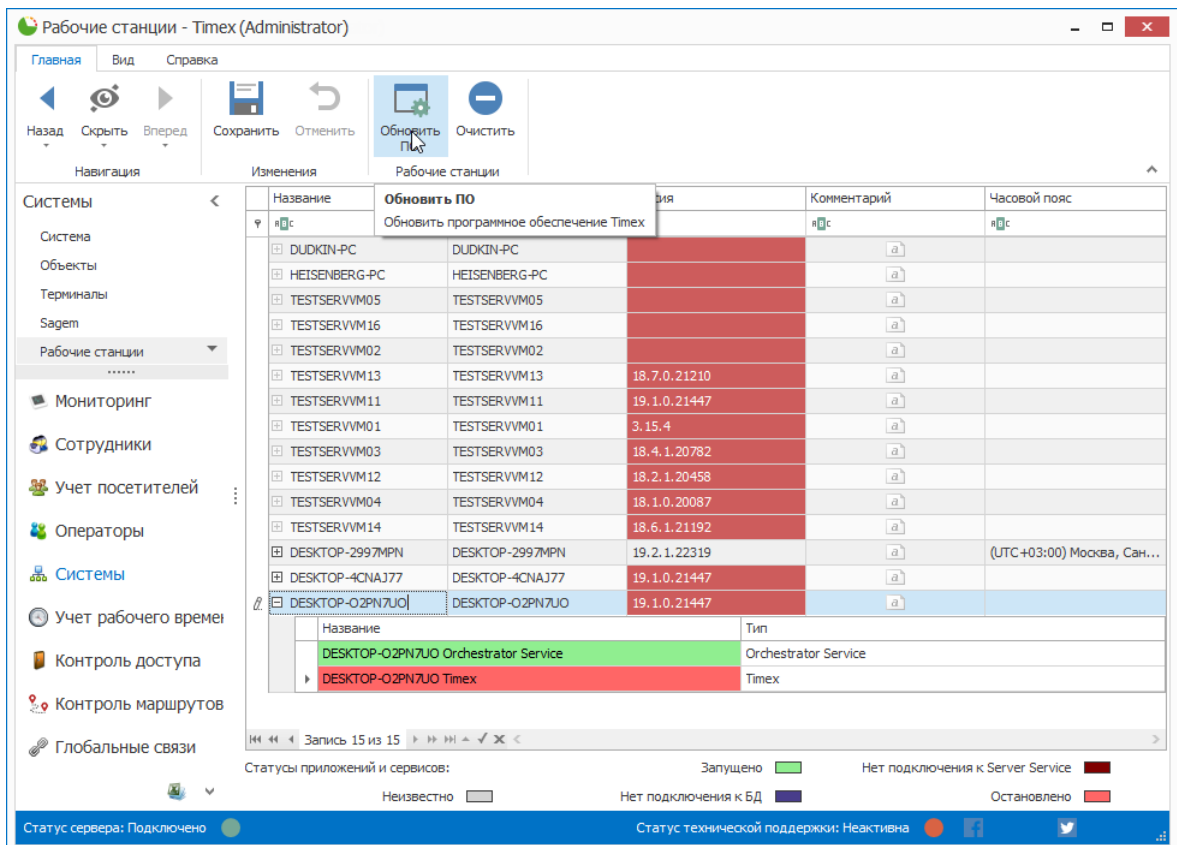 Рабочие станции - Timex (Administrator)
Главная Вид Справка
Назад Скрыть Вперед Сохранить Отменить Обновить ПО Очистить
Навигация Изменения Рабочие станции
Системы
Система
Объекты
Терминалы
Sagem
Рабочие станции
Мониторинг
Сотрудники
Учет посетителей
Операторы
Системы
Учет рабочего
Контроль доступа
Контроль маршрутов
Глобальные связи
Обновить ПО
Обновить программное обеспечение Timex
Название Комментарий Часовой пояс
DUDKIN-PC DUDKIN-PC
HEISENBERG-PC HEISENBERG-PC
TESTSERVVM05 TESTSERVVM05
TESTSERVVM16 TESTSERVVM16
TESTSERVVM02 TESTSERVVM02
TESTSERVVM13 TESTSERVVM13 18.7.0.21210
TESTSERVVM11 TESTSERVVM11 19.1.0.21447
TESTSERVVM01 TESTSERVVM01 3.15.4
TESTSERVVM03 TESTSERVVM03 18.4.1.20782
TESTSERVVM12 TESTSERVVM12 18.2.1.20458
TESTSERVVM04 TESTSERVVM04 18.1.0.20087
TESTSERVVM14 TESTSERVVM14 18.6.1.21192
DESKTOP-2997MPN DESKTOP-2997MPN 19.2.1.22319 (UTC+03:00) Москва, Сан...
DESKTOP-4CNAJ77 DESKTOP-4CNAJ77 19.1.0.21447
DESKTOP-O2PN7UO DESKTOP-O2PN7UO 19.1.0.21447
Название Тип
DESKTOP-O2PN7UO Orchestrator Service Orchestrator Service
DESKTOP-O2PN7UO Timex Timex
Запись 15 из 15
Статусы приложений и сервисов: Запущено Нет подключения к Server Service
Неизвестно Нет подключения к БД Остановлено
Статус сервера: Подключено Статус технической поддержки: Неактивна